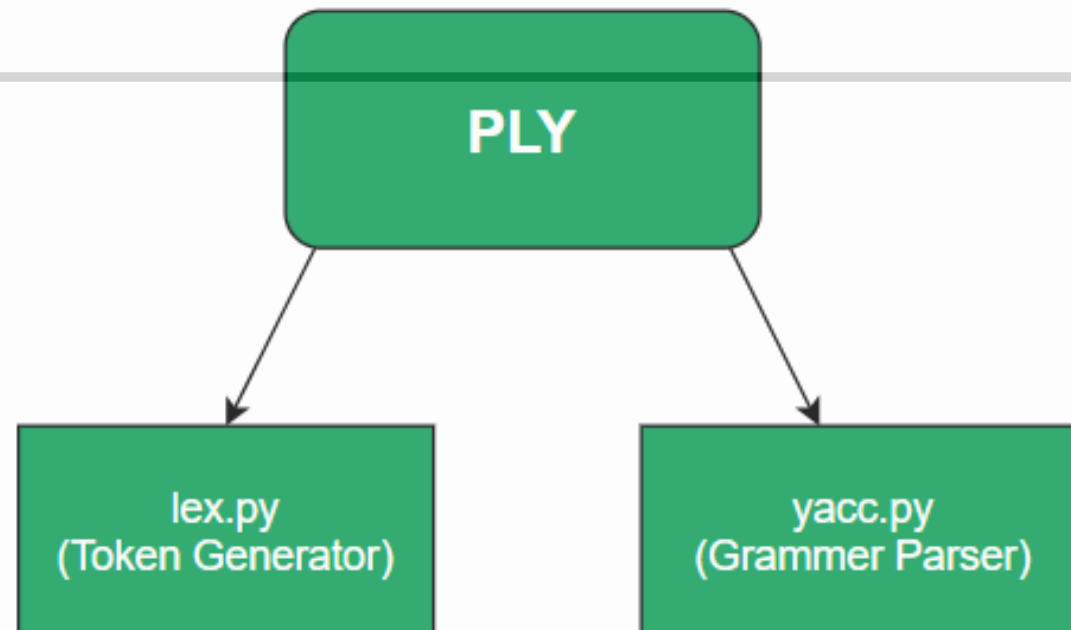 PLY
lex.py
(Token Generator)
yacc.py
(Grammer Parser)